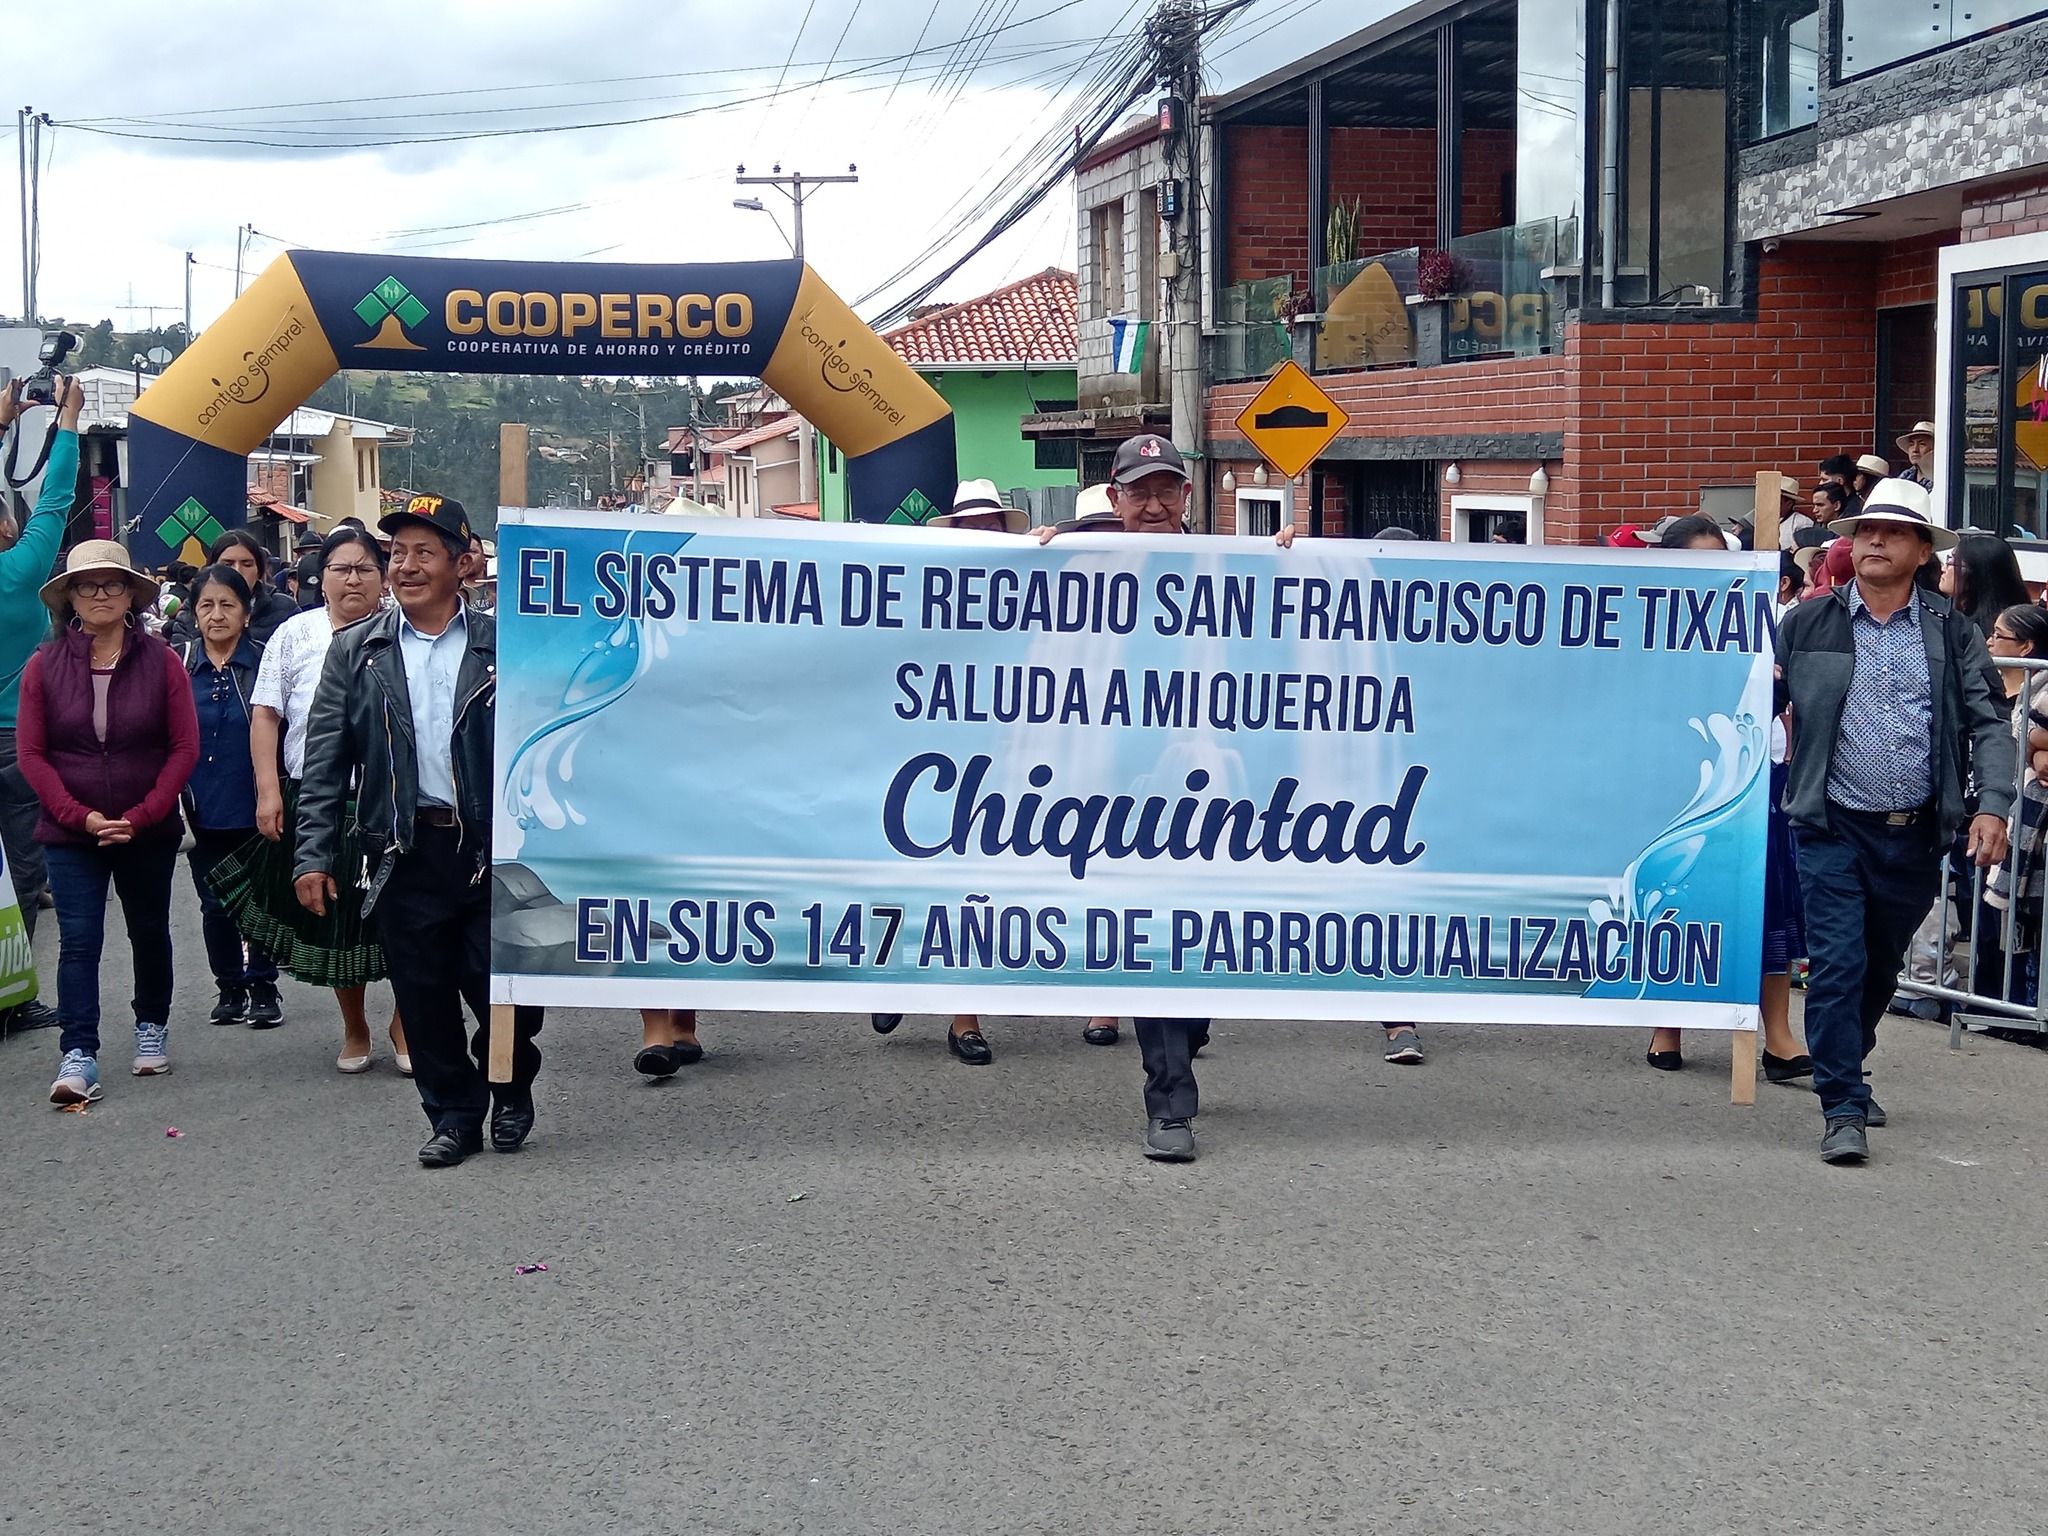 COOPERCO
COOPERATIVA DE AHORRO Y CRÉDITO
contigo siempre!
contigo siempre!
CAT
EL SISTEMA DE REGADIO SAN FRANCISCO DE TIXÁN
SALUDA A MI QUERIDA
Chiquintad
EN SUS 147 AÑOS DE PARROQUIALIZACIÓN
vida